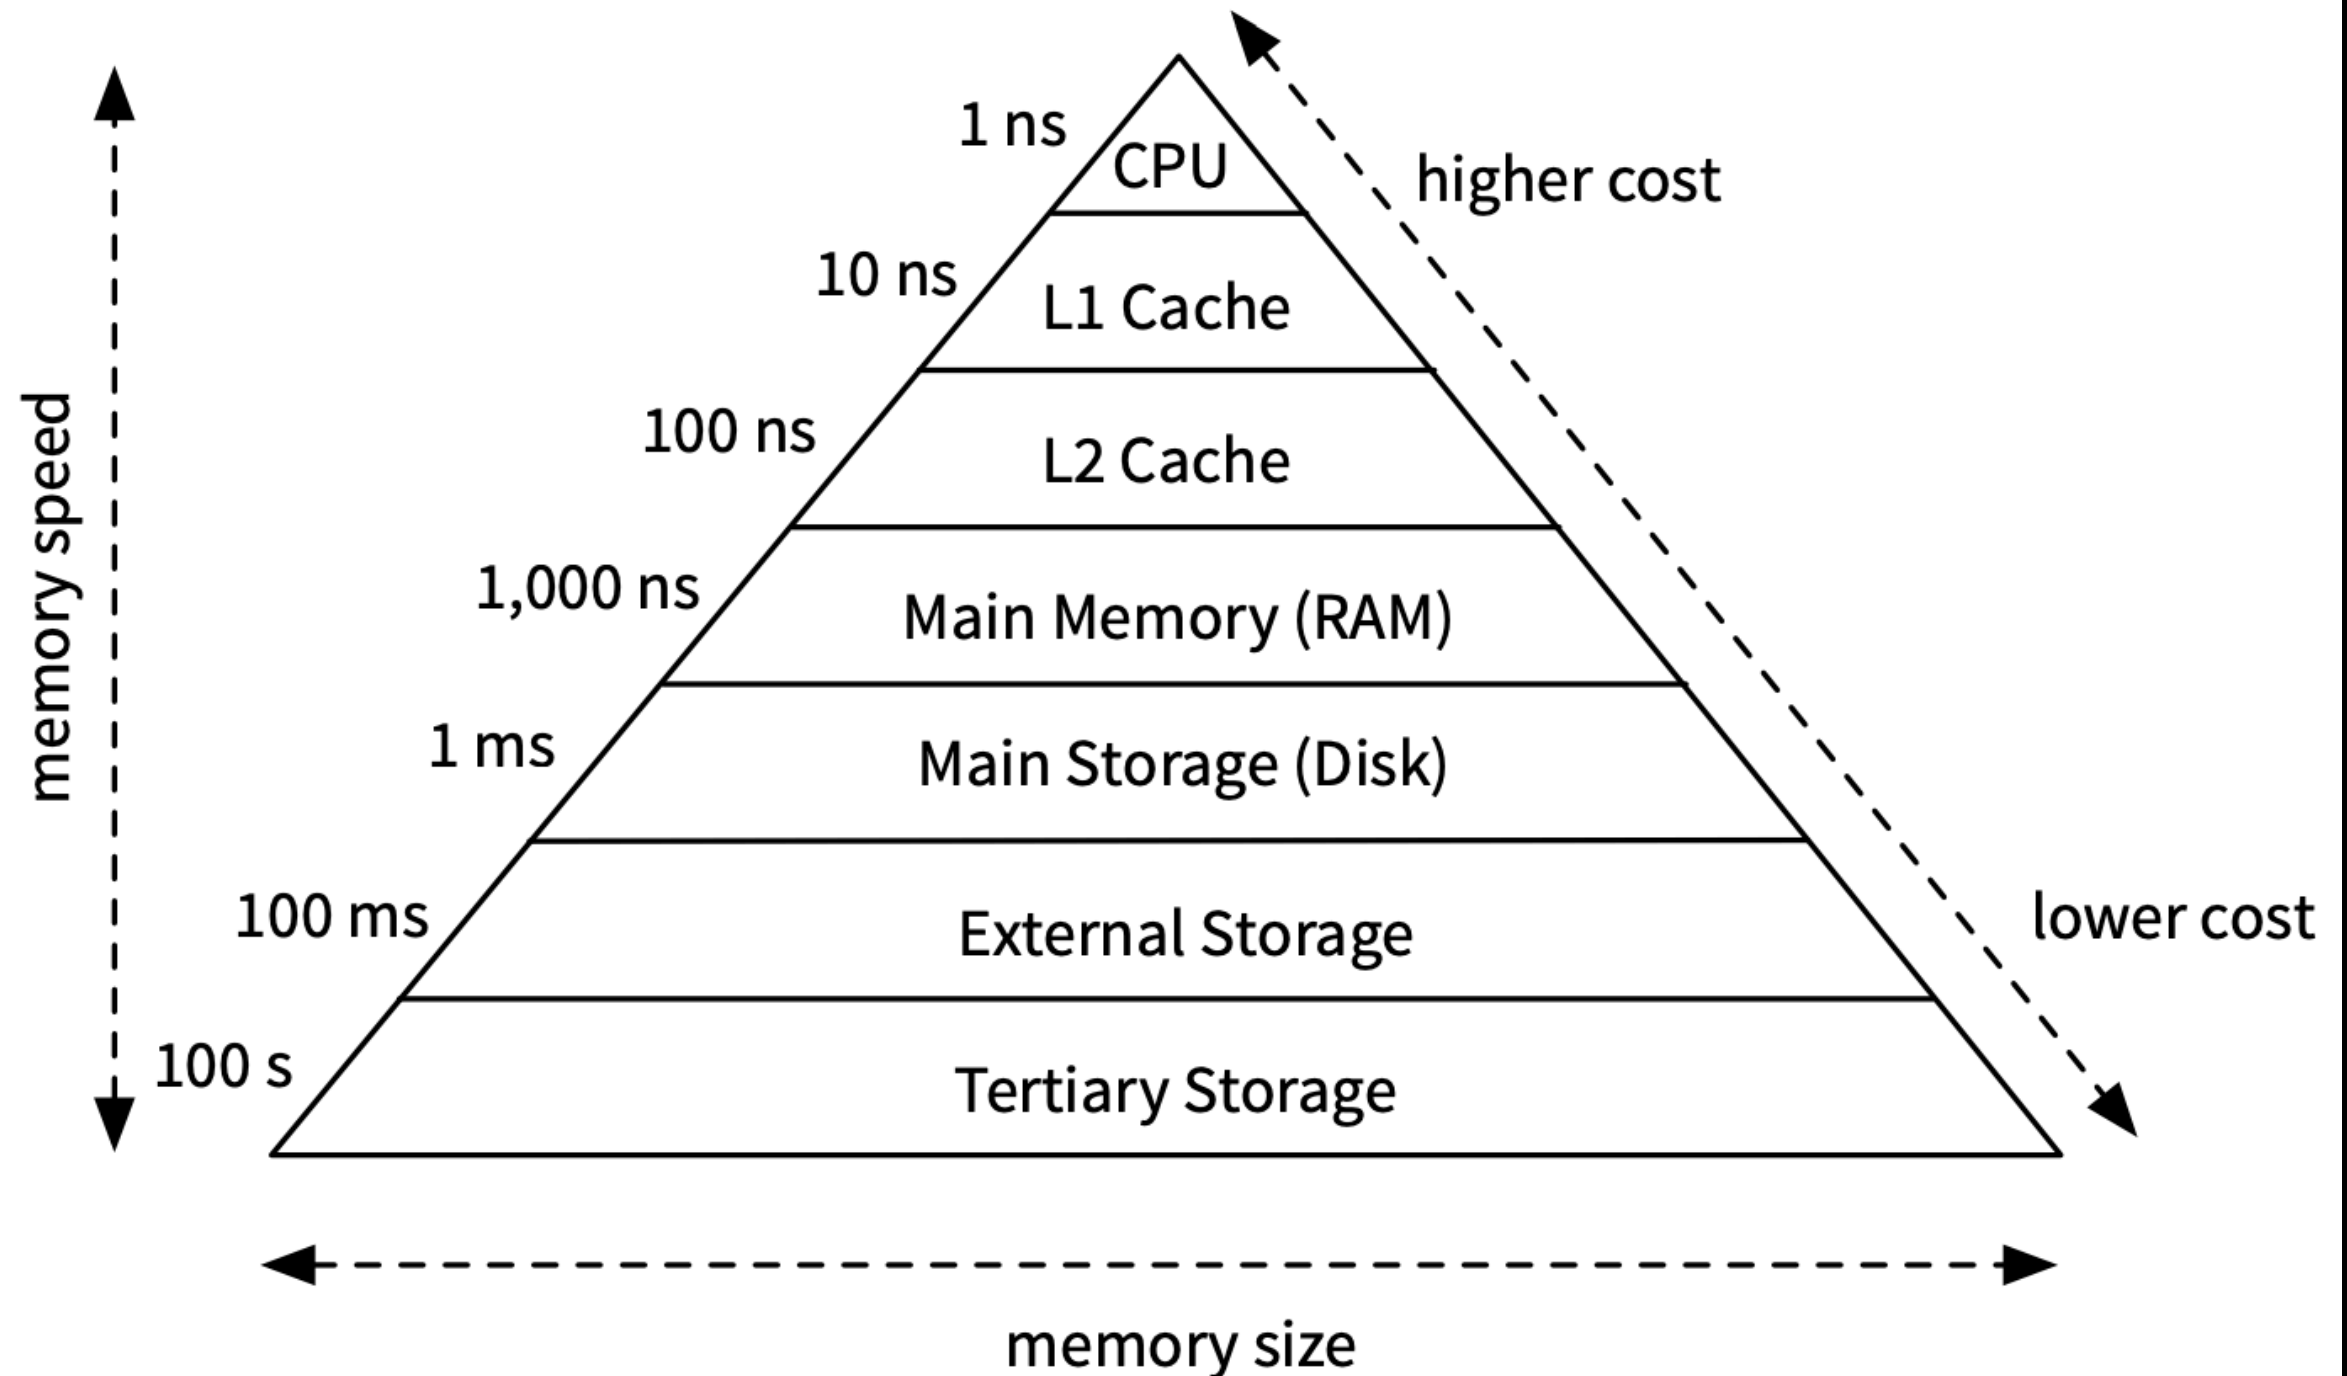 1 ns
CPU
higher cost
10 ns
L1 Cache
100 ns
L2 Cache
memory speed
1,000 ns
Main Memory (RAM)
1 ms
Main Storage (Disk)
100 ms
External Storage
lower cost
100 s
Tertiary Storage
memory size